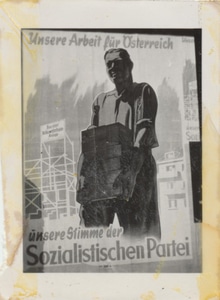 Unsere Arbeit für Österreich
unsere Stimme der
Sozialistischen Partei